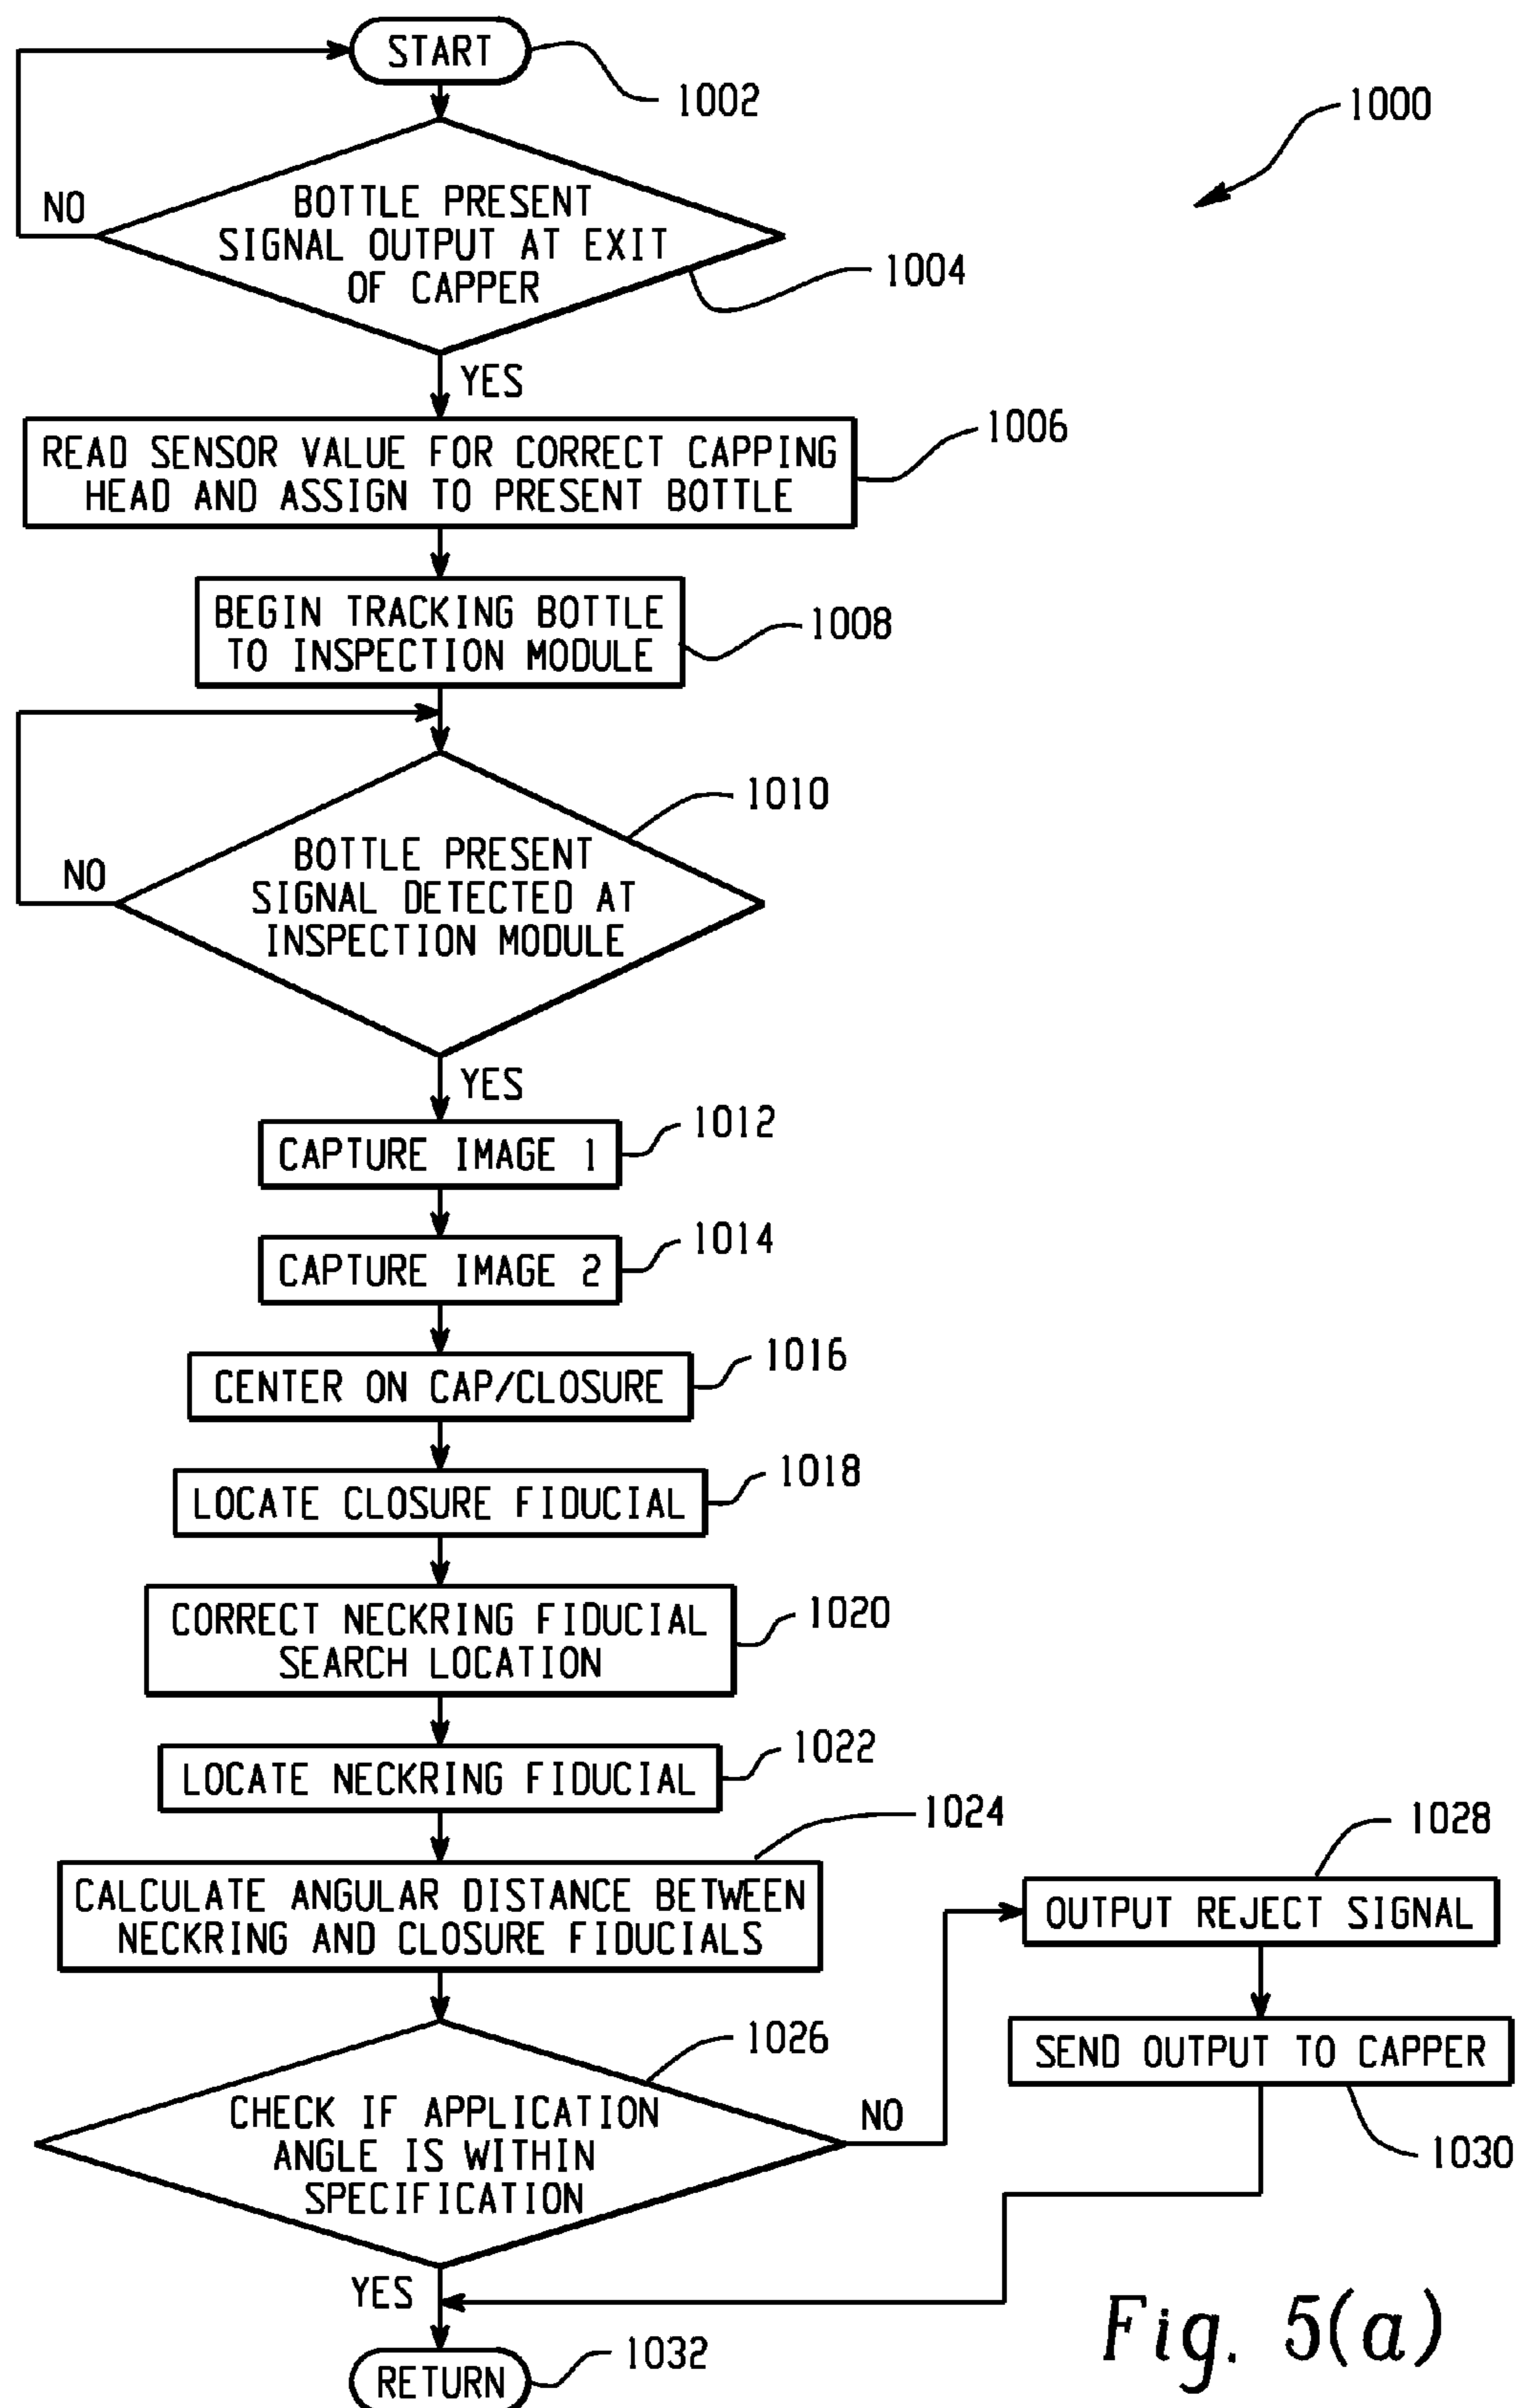 START
1002
1000
NO
BOTTLE PRESENT
SIGNAL OUTPUT AT EXIT
OF CAPPER
1004
YES
READ SENSOR VALUE FOR CORRECT CAPPING
HEAD AND ASSIGN TO PRESENT BOTTLE
1006
BEGIN TRACKING BOTTLE
TO INSPECTION MODULE
1008
1010
NO
BOTTLE PRESENT
SIGNAL DETECTED AT
INSPECTION MODULE
YES
CAPTURE IMAGE 1
1012
CAPTURE IMAGE 2
1014
CENTER ON CAP/CLOSURE
1016
LOCATE CLOSURE FIDUCIAL
1018
CORRECT NECKRING FIDUCIAL
SEARCH LOCATION
1020
LOCATE NECKRING FIDUCIAL
1022
1024
CALCULATE ANGULAR DISTANCE BETWEEN
NECKRING AND CLOSURE FIDUCIALS
1028
OUTPUT REJECT SIGNAL
1026
SEND OUTPUT TO CAPPER
1030
CHECK IF APPLICATION
ANGLE IS WITHIN
SPECIFICATION
NO
YES
RETURN
1032
Fig. 5(a)